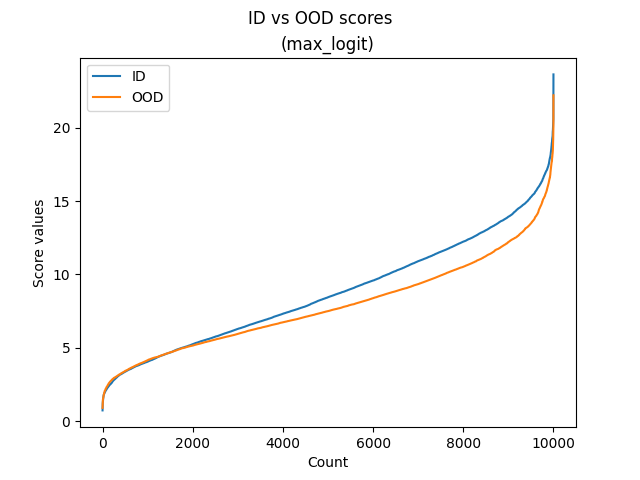 ID vs OOD scores
(max_logit)
ID
OOD
Score values
20
15
10
5
0
0 2000 4000 6000 8000 10000
Count